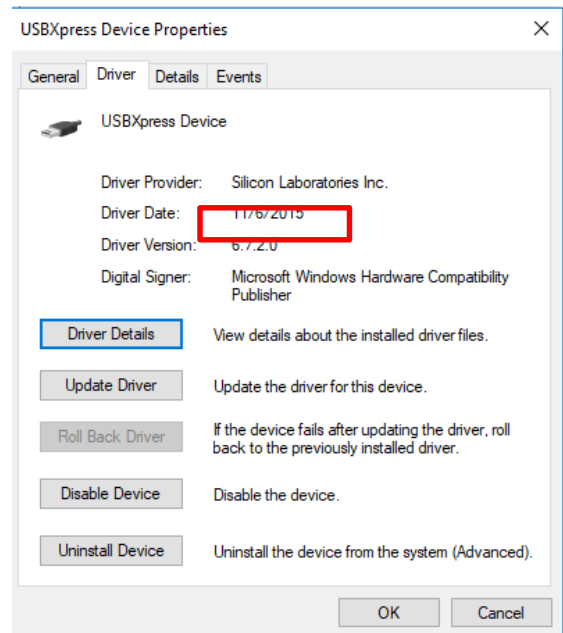 USBXpress Device Properties
General Driver Details Events
USBXpress Device
Driver Provider: Silicon Laboratories Inc.
Driver Date: 11/6/2015
Driver Version: 6.7.2.0
Digital Signer: Microsoft Windows Hardware Compatibility
Publisher
Driver Details View details about the installed driver files.
Update Driver Update the driver for this device.
Roll Back Driver If the device fails after updating the driver, roll
back to the previously installed driver.
Disable Device Disable the device.
Uninstall Device Uninstall the device from the system (Advanced).
OK Cancel